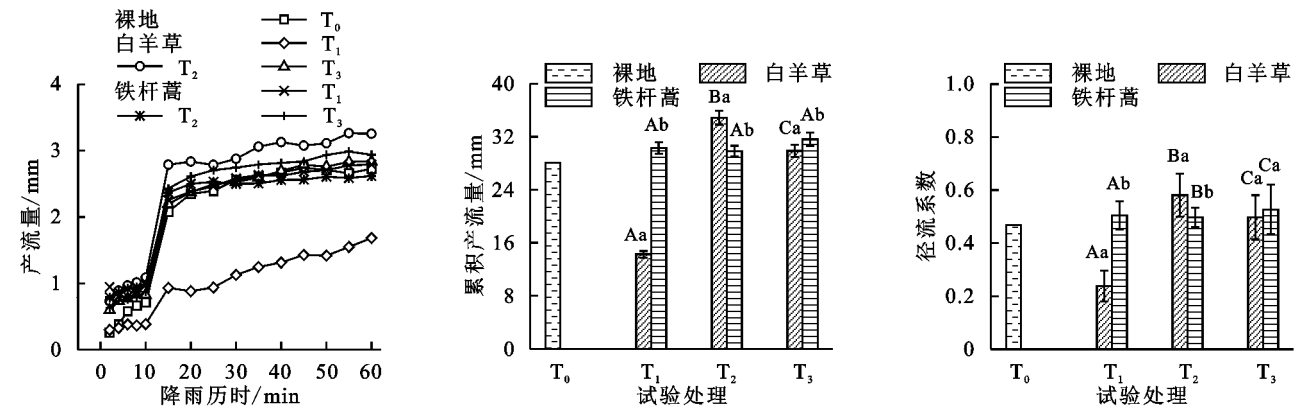 裸地 T₀
白羊草 T₁
T₂ T₃
铁杆蒿 T₁
T₂ T₃
产流量/mm
4
3
2
1
0
0 10 20 30 40 50 60
降雨历时/min
裸地 白羊草
铁杆蒿
累积产流量/mm
40
32
24
16
8
0
Aa Ab Ba Ab Ca Ab
T₀ T₁ T₂ T₃
试验处理
裸地 白羊草
铁杆蒿
径流系数
1.0
0.8
0.6
0.4
0.2
0
Aa Ab Ba Bb Ca Ca
T₀ T₁ T₂ T₃
试验处理